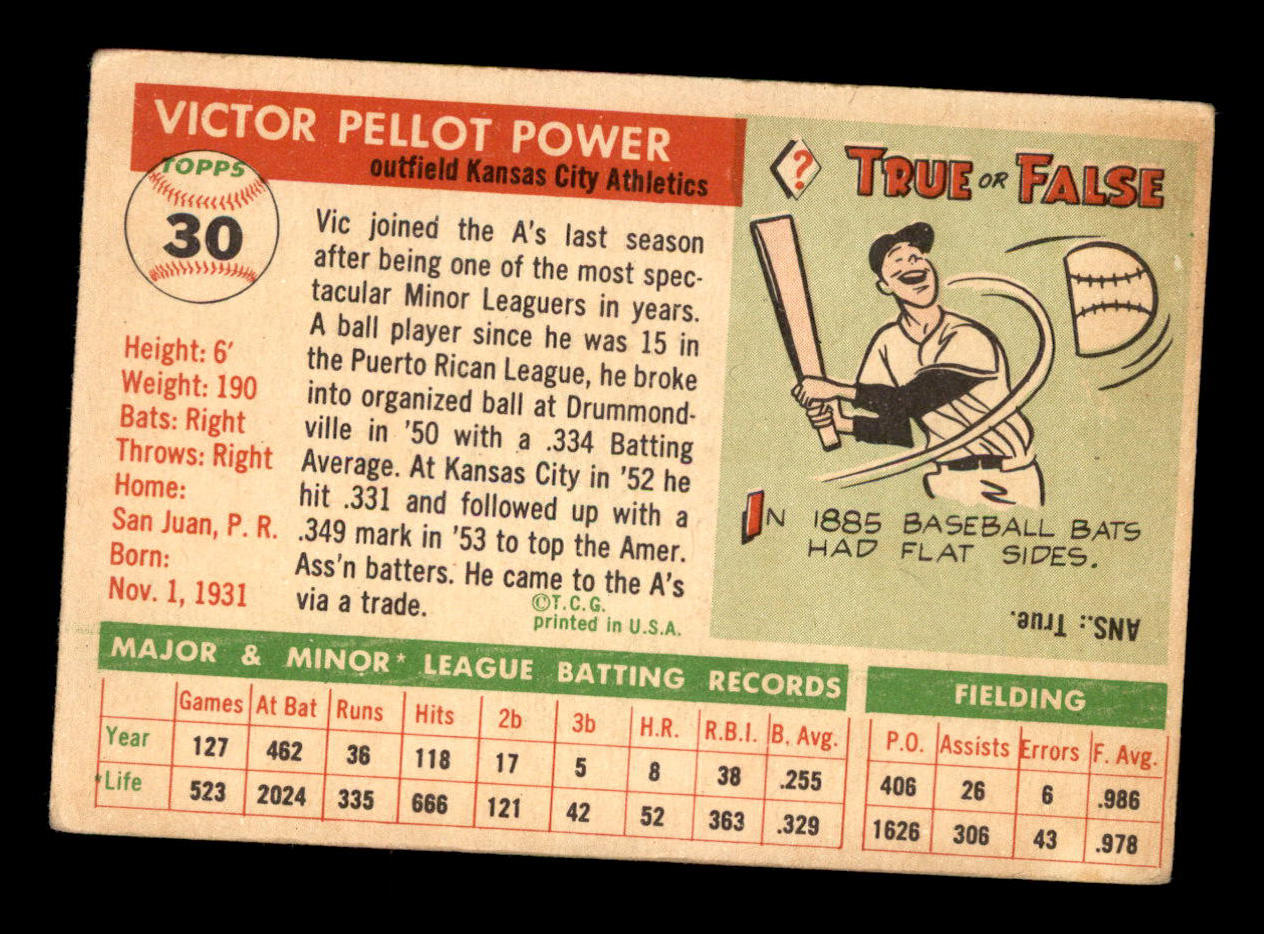 VICTOR PELLOT POWER
outfield Kansas City Athletics
TOPPS
30
Height: 6′
Weight: 190
Bats: Right
Throws: Right
Home:
San Juan, P. R.
Born:
Nov. 1, 1931
Vic joined the A's last season
after being one of the most spec-
tacular Minor Leaguers in years.
A ball player since he was 15 in
the Puerto Rican League, he broke
into organized ball at Drummond-
ville in '50 with a .334 Batting
Average. At Kansas City in '52 he
hit .331 and followed up with a
.349 mark in '53 to top the Amer.
Ass'n batters. He came to the A's
via a trade.
©T.C.G.
printed in U.S.A.
?
TRUE OR FALSE
IN 1885 BASEBALL BATS
HAD FLAT SIDES.
ANS.: True.
MAJOR & MINOR* LEAGUE BATTING RECORDS
Games At Bat Runs Hits 2b 3b H.R. R.B.I. B. Avg.
Year 127 462 36 118 17 5 8 38 .255
*Life 523 2024 335 666 121 42 52 363 .329
FIELDING
P.O. Assists Errors F. Avg.
406 26 6 .986
1626 306 43 .978